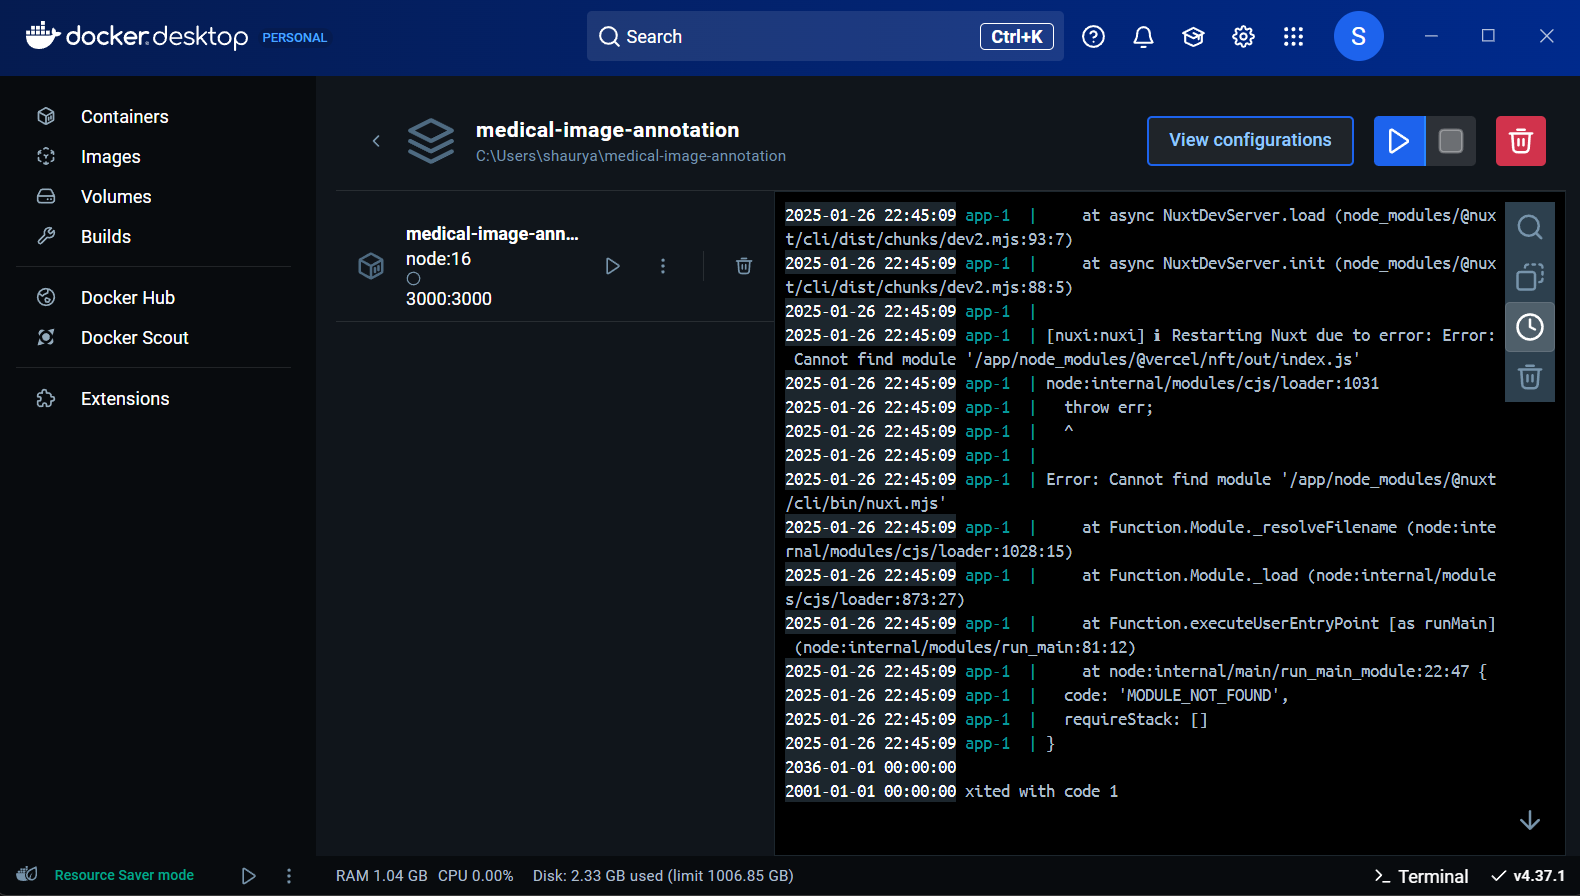 docker.desktop PERSONAL
Search
Ctrl+K
S
Containers
Images
Volumes
Builds
Docker Hub
Docker Scout
Extensions
medical-image-annotation
C:\Users\shaurya\medical-image-annotation
View configurations
medical-image-ann...
node:16
3000:3000
2025-01-26 22:45:09 app-1  |     at async NuxtDevServer.load (node_modules/@nux
t/cli/dist/chunks/dev2.mjs:93:7)
2025-01-26 22:45:09 app-1  |     at async NuxtDevServer.init (node_modules/@nux
t/cli/dist/chunks/dev2.mjs:88:5)
2025-01-26 22:45:09 app-1  |
2025-01-26 22:45:09 app-1  | [nuxi:nuxi] ℹ Restarting Nuxt due to error: Error:
 Cannot find module '/app/node_modules/@vercel/nft/out/index.js'
2025-01-26 22:45:09 app-1  | node:internal/modules/cjs/loader:1031
2025-01-26 22:45:09 app-1  |   throw err;
2025-01-26 22:45:09 app-1  |   ^
2025-01-26 22:45:09 app-1  |
2025-01-26 22:45:09 app-1  | Error: Cannot find module '/app/node_modules/@nuxt
/cli/bin/nuxi.mjs'
2025-01-26 22:45:09 app-1  |     at Function.Module._resolveFilename (node:inte
rnal/modules/cjs/loader:1028:15)
2025-01-26 22:45:09 app-1  |     at Function.Module._load (node:internal/module
s/cjs/loader:873:27)
2025-01-26 22:45:09 app-1  |     at Function.executeUserEntryPoint [as runMain]
 (node:internal/modules/run_main:81:12)
2025-01-26 22:45:09 app-1  |     at node:internal/main/run_main_module:22:47 {
2025-01-26 22:45:09 app-1  |   code: 'MODULE_NOT_FOUND',
2025-01-26 22:45:09 app-1  |   requireStack: []
2025-01-26 22:45:09 app-1  | }
2036-01-01 00:00:00
2001-01-01 00:00:00 xited with code 1
Resource Saver mode
RAM 1.04 GB CPU 0.00% Disk: 2.33 GB used (limit 1006.85 GB)
>_ Terminal
v4.37.1